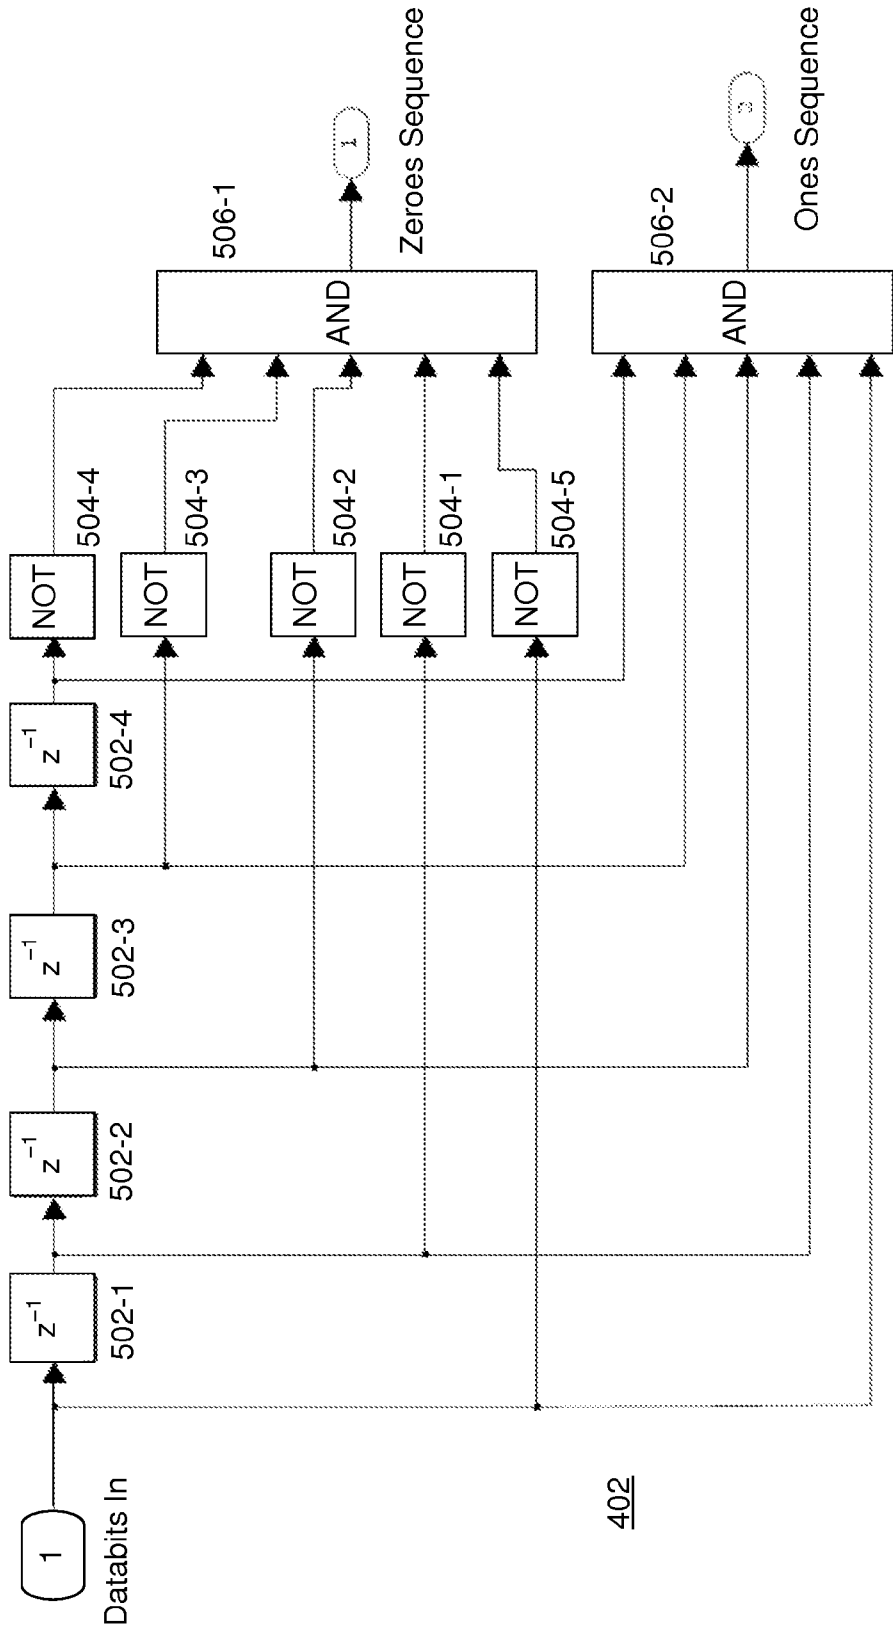 1
Databits In
z⁻¹
502-1
z⁻¹
502-2
z⁻¹
502-3
z⁻¹
502-4
NOT
504-4
NOT
504-3
NOT
504-2
NOT
504-1
NOT
504-5
506-1
AND
1
Zeroes Sequence
506-2
AND
Ones Sequence
402